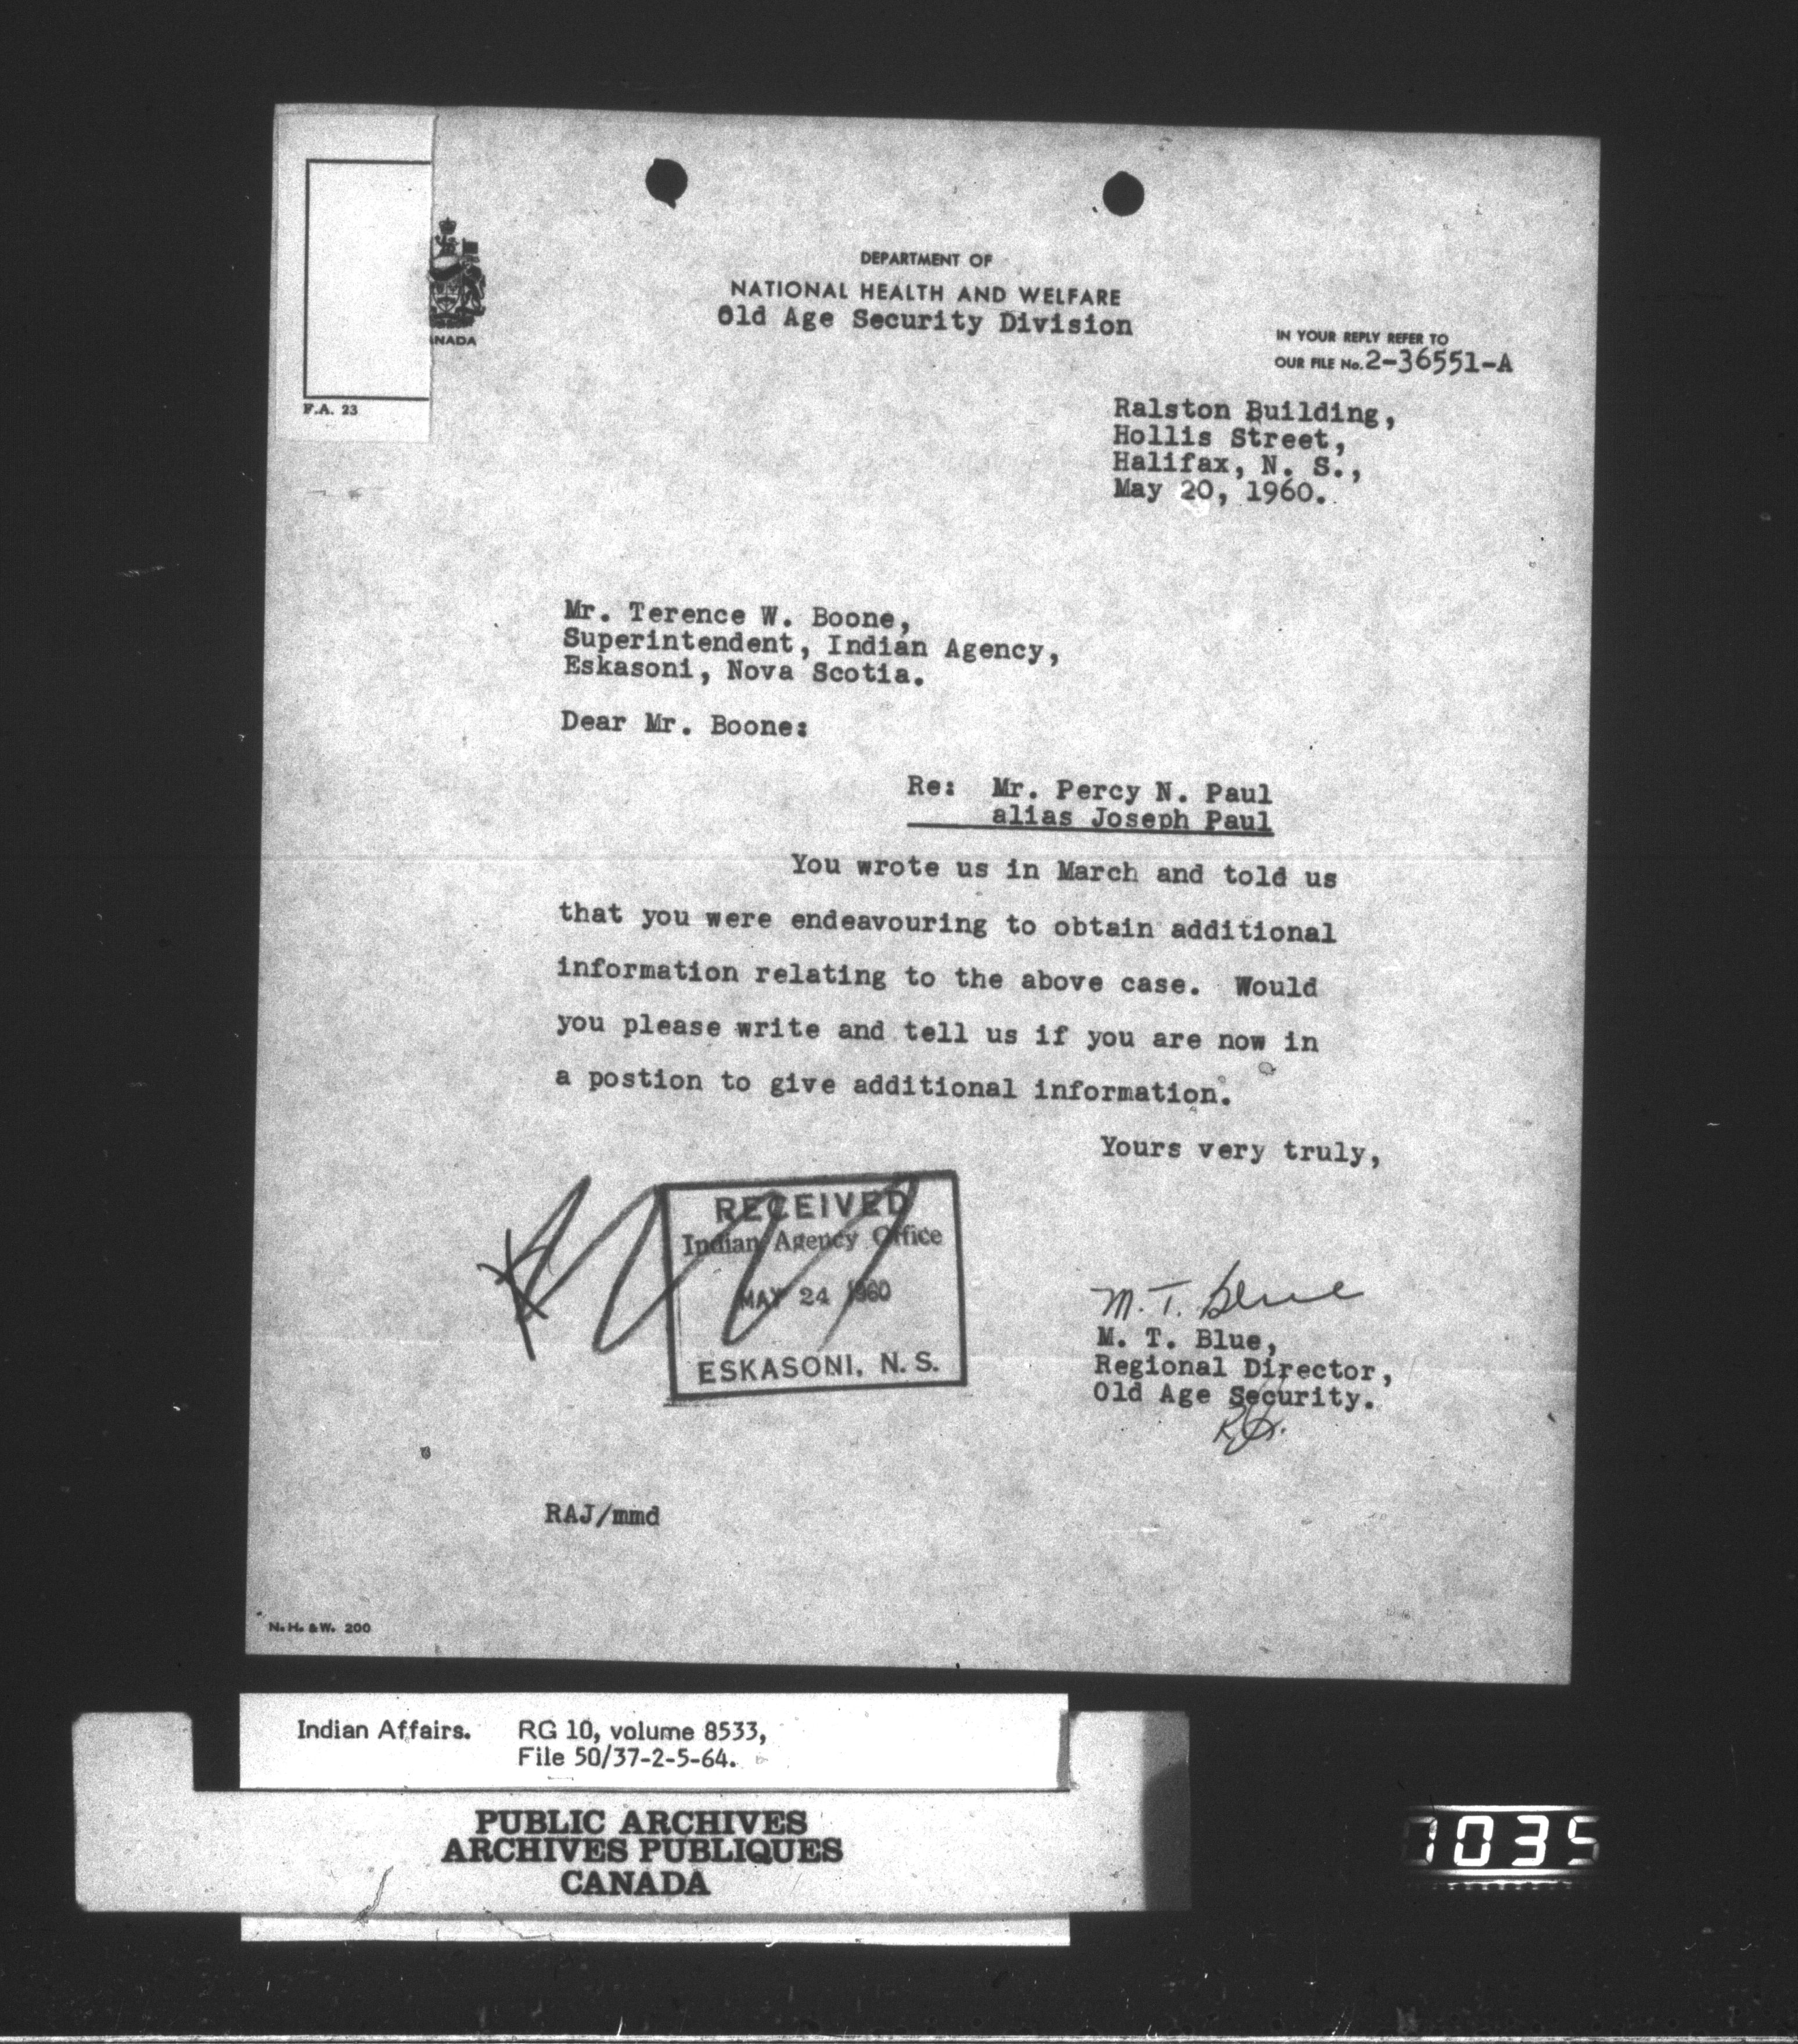 DEPARTMENT OF
NATIONAL HEALTH AND WELFARE
Old Age Security Division
ANADA
F.A. 23
IN YOUR REPLY REFER TO
OUR FILE No. 2-36551-A
Ralston Building,
Hollis Street,
Halifax, N. S.,
May 20, 1960.
Mr. Terence W. Boone,
Superintendent, Indian Agency,
Eskasoni, Nova Scotia.
Dear Mr. Boone:
Re: Mr. Percy N. Paul
alias Joseph Paul
You wrote us in March and told us
that you were endeavouring to obtain additional
information relating to the above case. Would
you please write and tell us if you are now in
a postion to give additional information.
Yours very truly,
RECEIVED
Indian Agency Office
MAY 24 1960
ESKASONI, N. S.
M. T. Blue
M. T. Blue,
Regional Director,
Old Age Security.
RAJ/mmd
N. H. & W. 200
Indian Affairs. RG 10, volume 8533,
File 50/37-2-5-64.
PUBLIC ARCHIVES
ARCHIVES PUBLIQUES
CANADA
1035